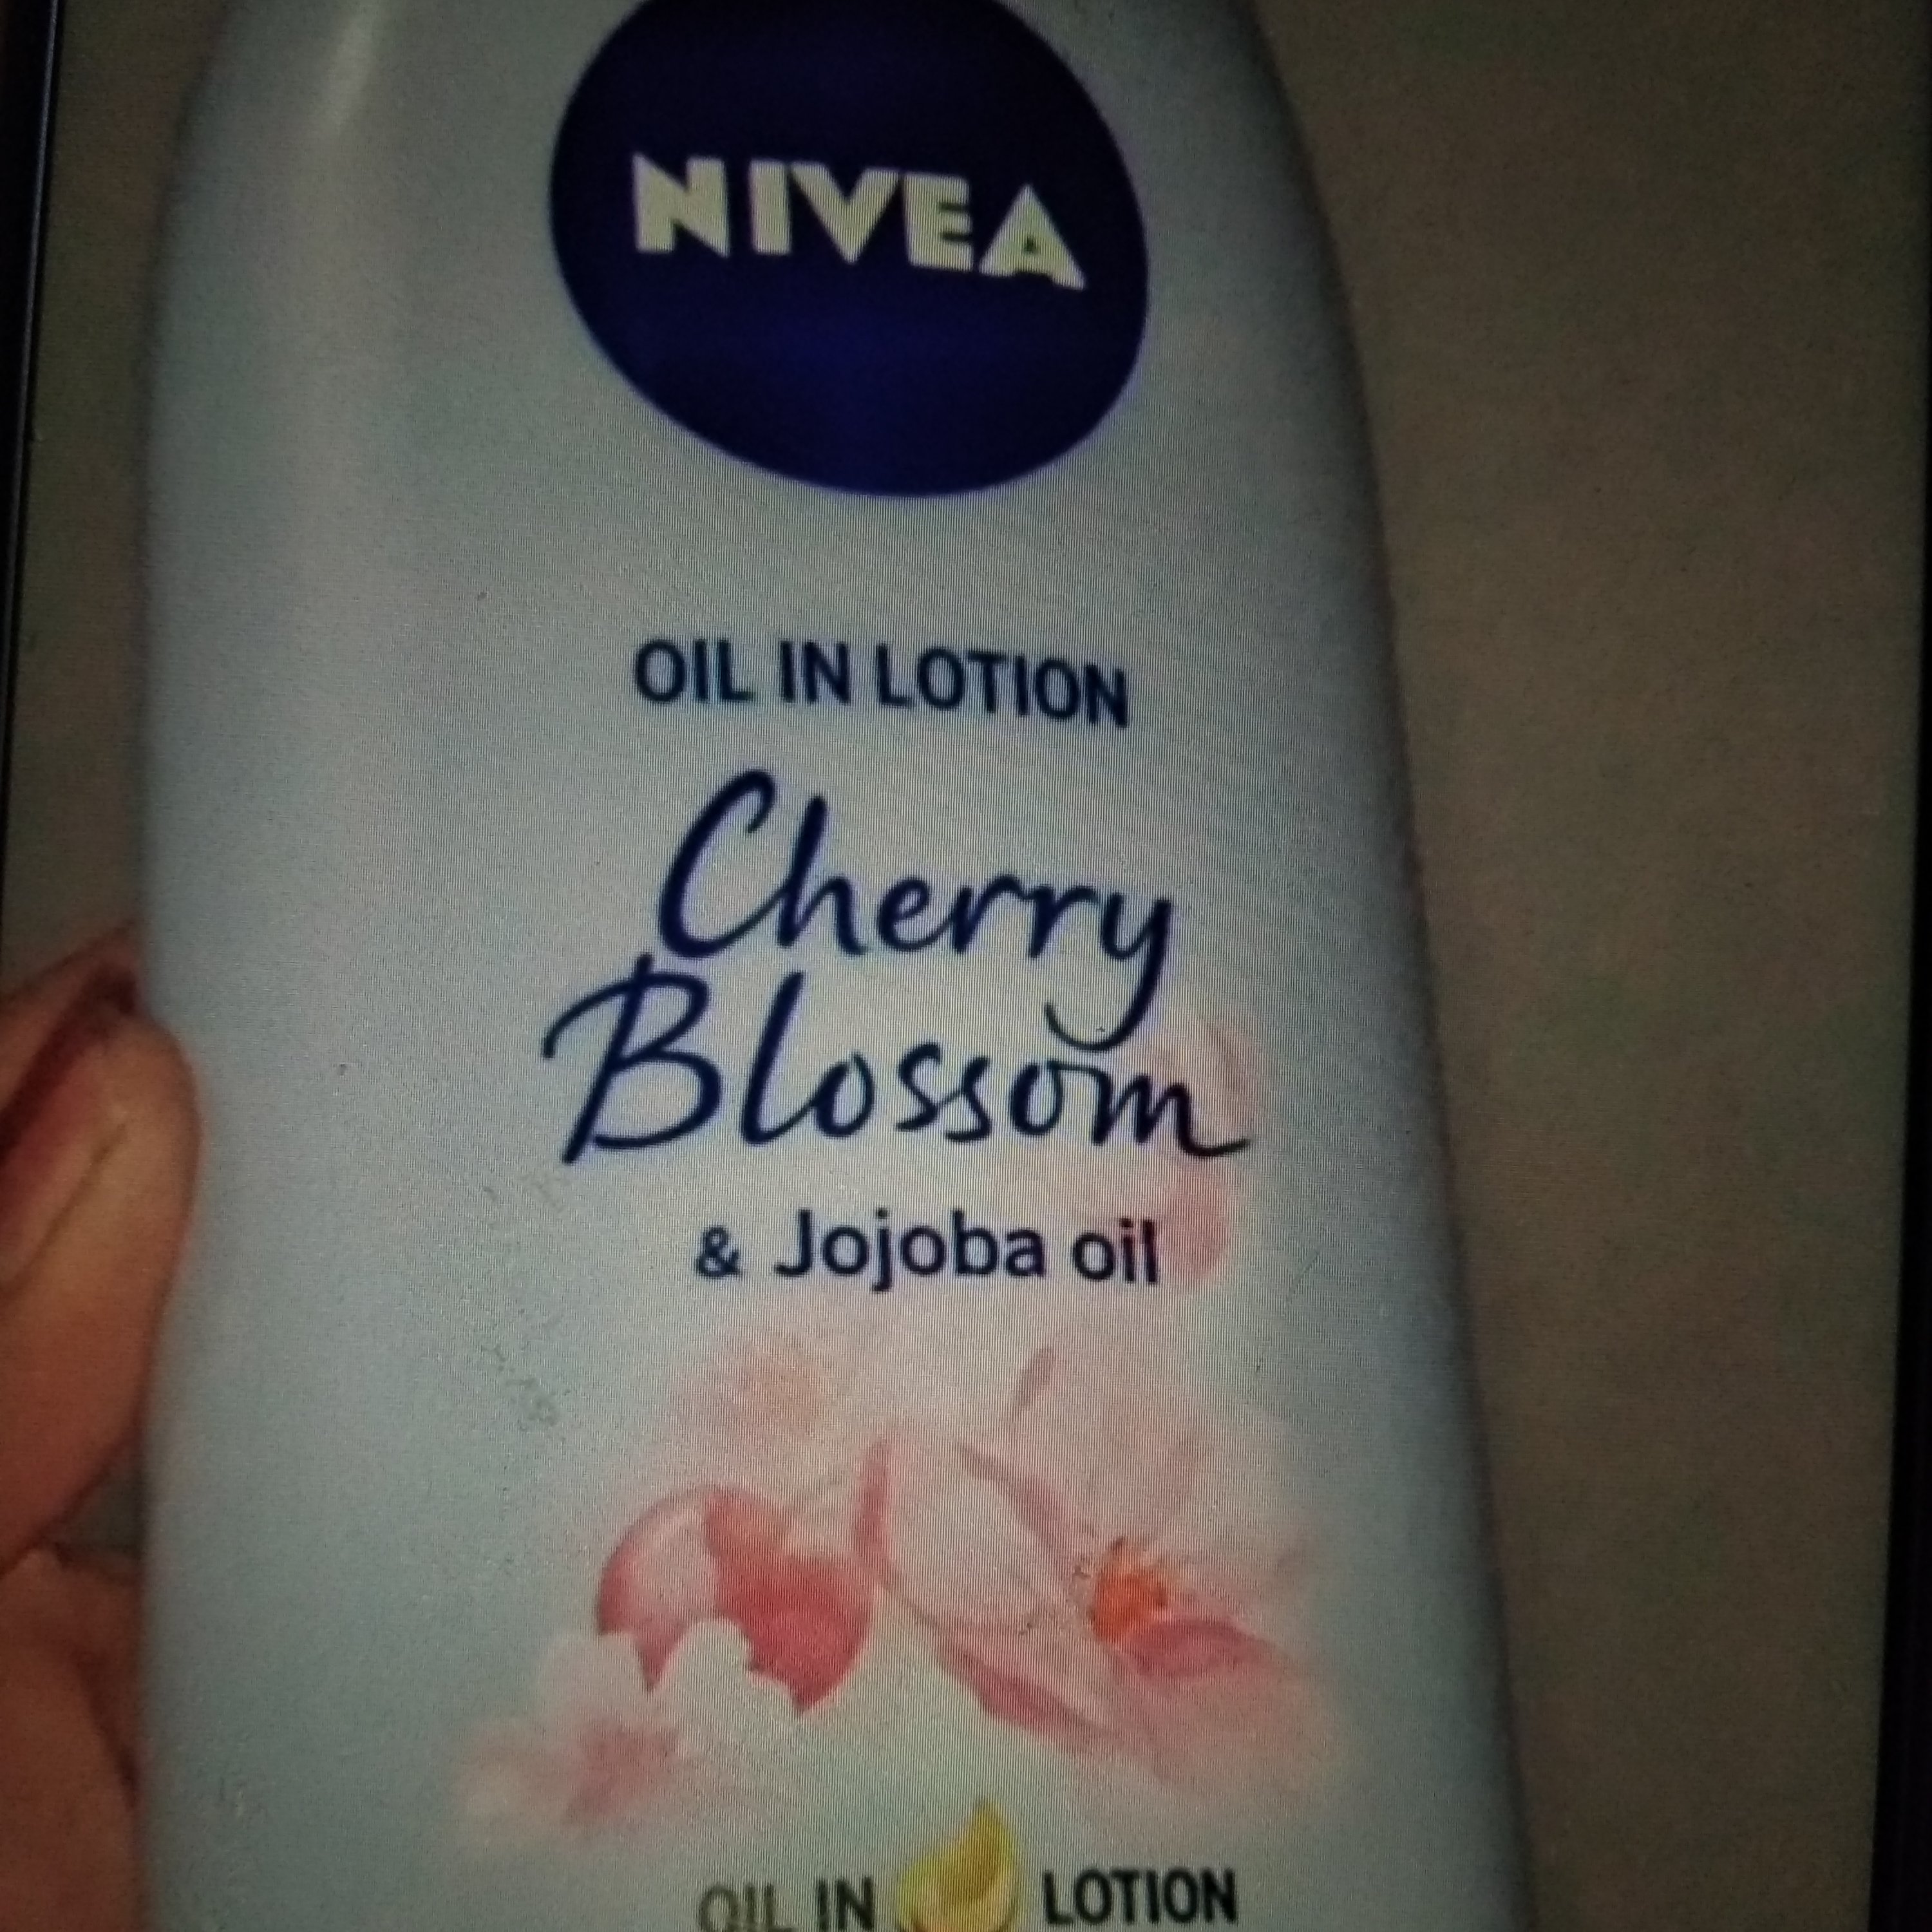 NIVEA
OIL IN LOTION
Cherry
Blossom
& Jojoba oil
OIL IN LOTION